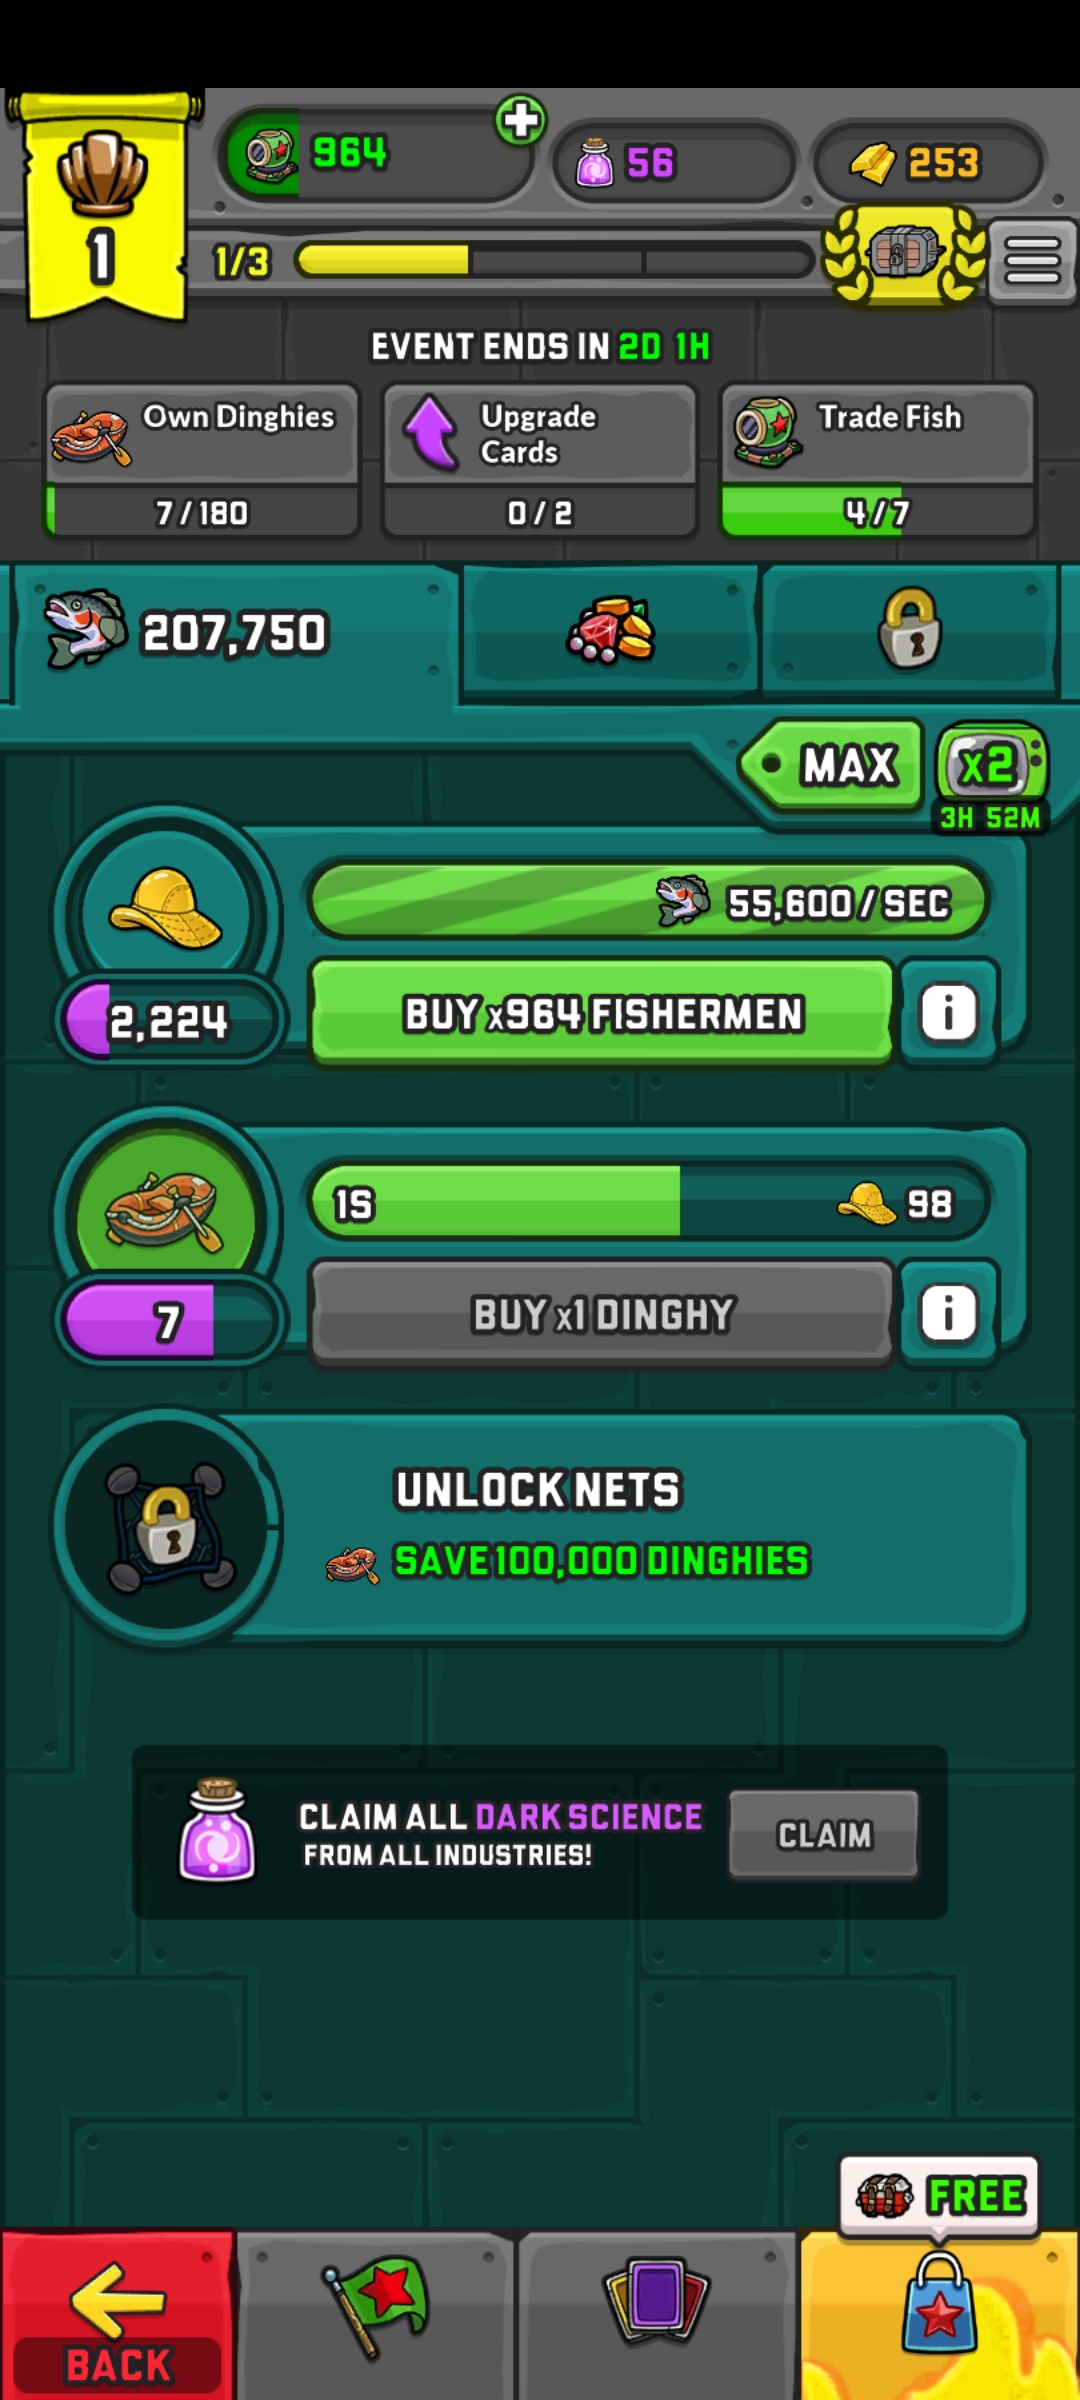 964
56
253
1
1/3
EVENT ENDS IN 2D 1H
Own Dinghies
7/180
Upgrade
Cards
0/2
Trade Fish
4/7
207,750
MAX
x2
3H 52M
55,600/SEC
2,224
BUY x964 FISHERMEN
i
1S
98
7
BUY x1 DINGHY
i
UNLOCK NETS
SAVE 100,000 DINGHIES
CLAIM ALL DARK SCIENCE
FROM ALL INDUSTRIES!
CLAIM
FREE
BACK